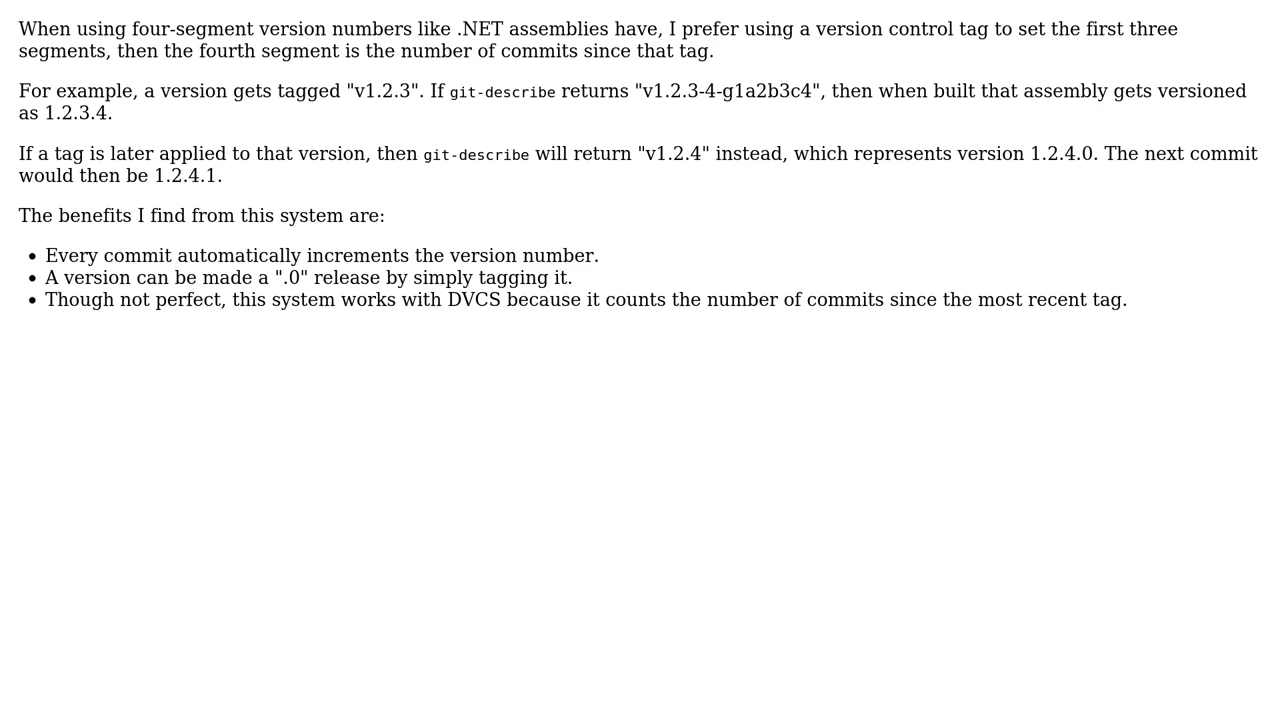 When using four-segment version numbers like .NET assemblies have, I prefer using a version control tag to set the first three
segments, then the fourth segment is the number of commits since that tag.
For example, a version gets tagged "v1.2.3". If git-describe returns "v1.2.3-4-g1a2b3c4", then when built that assembly gets versioned
as 1.2.3.4.
If a tag is later applied to that version, then git-describe will return "v1.2.4" instead, which represents version 1.2.4.0. The next commit
would then be 1.2.4.1.
The benefits I find from this system are:
• Every commit automatically increments the version number.
• A version can be made a ".0" release by simply tagging it.
• Though not perfect, this system works with DVCS because it counts the number of commits since the most recent tag.